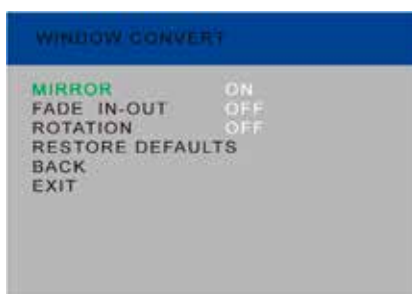 WINDOW CONVERT
MIRROR ON
FADE IN-OUT OFF
ROTATION OFF
RESTORE DEFAULTS
BACK
EXIT